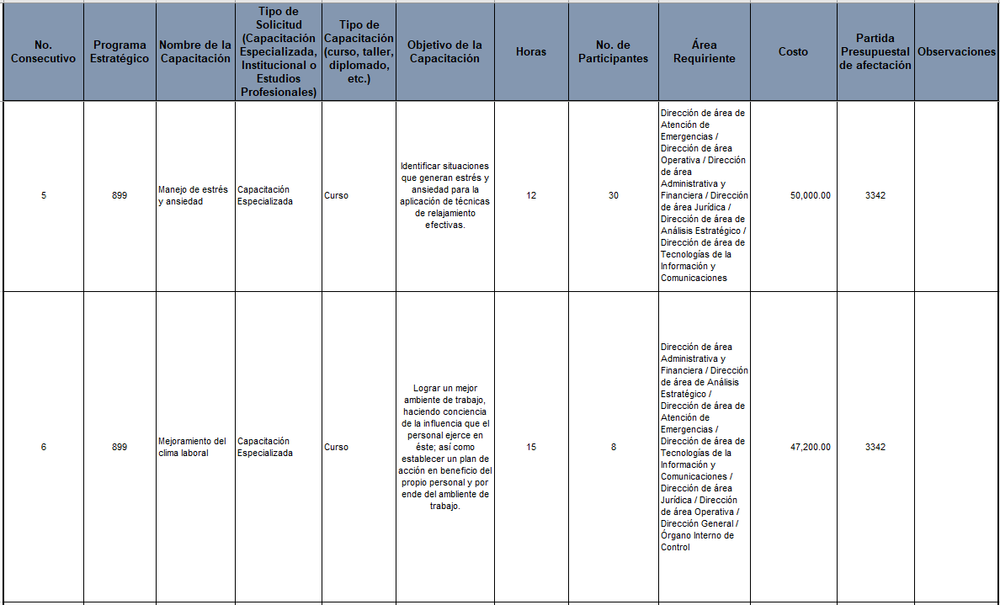 No.
Consecutivo
Programa
Estratégico
Nombre de la
Capacitación
Tipo de
Solicitud
(Capacitación
Especializada,
Institucional o
Estudios
Profesionales)
Tipo de
Capacitación
(curso, taller,
diplomado,
etc.)
Objetivo de la
Capacitación
Horas
No. de
Participantes
Área
Requiriente
Costo
Partida
Presupuestal
de afectación
Observaciones
5
899
Manejo de estrés
y ansiedad
Capacitación
Especializada
Curso
Identificar situaciones
que generan estrés y
ansiedad para la
aplicación de técnicas
de relajamiento
efectivas.
12
30
Dirección de área de
Atención de
Emergencias /
Dirección de área
Operativa / Dirección
de área
Administrativa y
Financiera / Dirección
de área Jurídica /
Dirección de área de
Análisis Estratégico /
Dirección de área de
Tecnologías de la
Información y
Comunicaciones
50,000.00
3342
6
899
Mejoramiento del
clima laboral
Capacitación
Especializada
Curso
Lograr un mejor
ambiente de trabajo,
haciendo conciencia
de la influencia que el
personal ejerce en
éste; así como
establecer un plan de
acción en beneficio del
propio personal y por
ende del ambliente de
trabajo.
15
8
Dirección de área
Administrativa y
Financiera / Dirección
de área de Análisis
Estratégico /
Dirección de área de
Atención de
Emergencias /
Dirección de área de
Tecnologías de la
Información y
Comunicaciones /
Dirección de área
Jurídica / Dirección
de área Operativa /
Dirección General /
Órgano Interno de
Control
47,200.00
3342